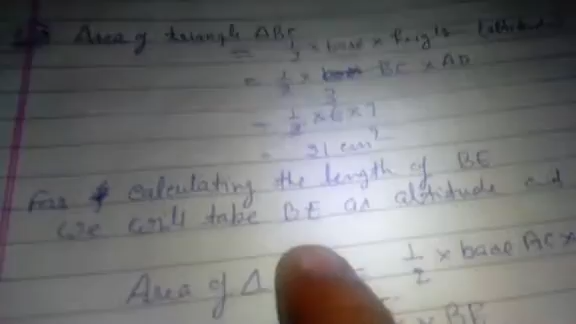 Area of triangle ABC
= 1/2 × base × height
= 1/2 × BC × AD
= 1/2 × 6 × 7
= 21 cm²
For calculating the length of BE
we will take BE as altitude and
Area of Δ = 1/2 × base AC ×
× BE